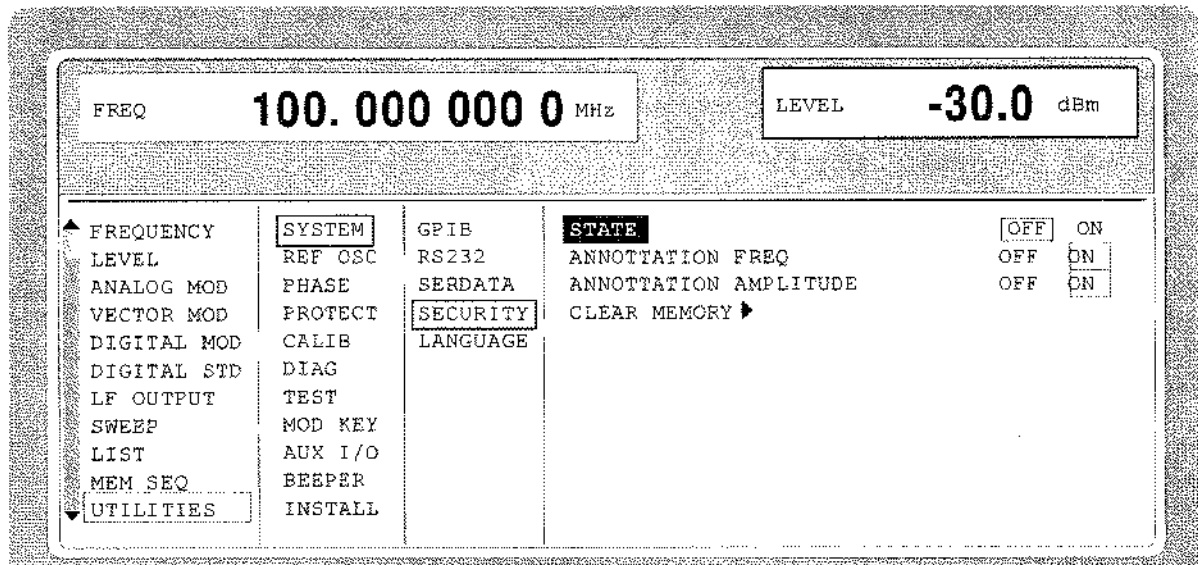 FREQ 100. 000 000 0 MHz LEVEL -30.0 dBm
FREQUENCY SYSTEM GPIB STATE OFF ON
LEVEL REF OSC RS232 ANNOTTATION FREQ OFF ON
ANALOG MOD PHASE SERDATA ANNOTTATION AMPLITUDE OFF ON
VECTOR MOD PROTECT SECURITY CLEAR MEMORY
DIGITAL MOD CALIB LANGUAGE
DIGITAL STD DIAG
LF OUTPUT TEST
SWEEP MOD KEY
LIST AUX I/O
MEM SEQ BEEPER
UTILITIES INSTALL